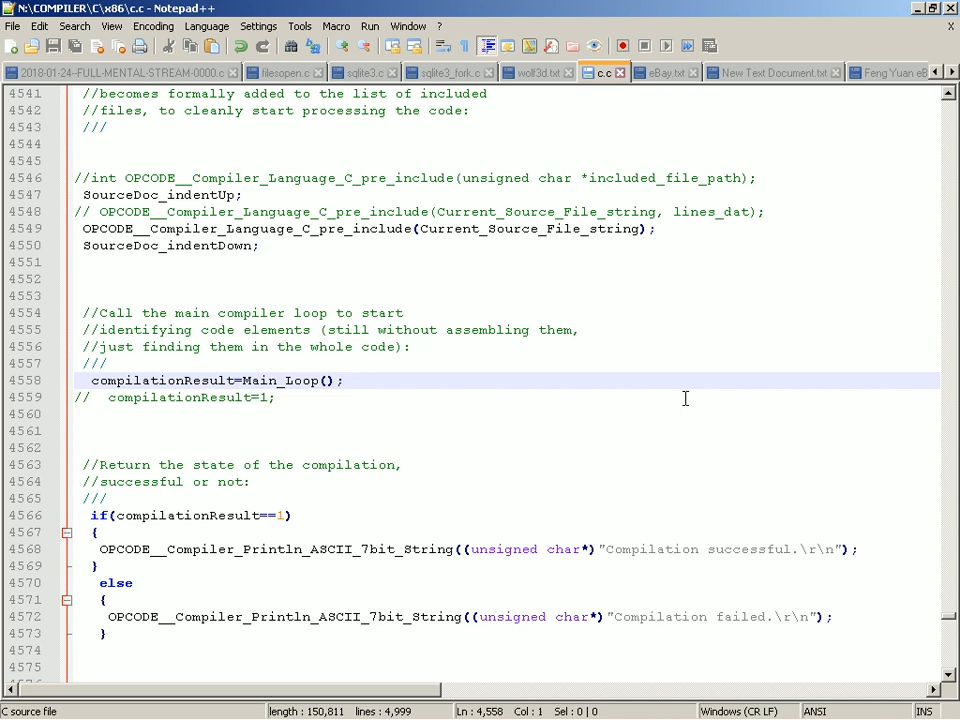 N:\COMPILER\C\x86\c.c - Notepad++
File Edit Search View Encoding Language Settings Tools Macro Run Window ? X
2018-01-24-FULL-MENTAL-STREAM-0000.c filesopen.c sqlite3.c sqlite3_fork.c wolf3d.txt c.c eBay.txt New Text Document.txt Feng Yuan eB
4541 //becomes formally added to the list of included
4542 //files, to cleanly start processing the code:
4543 ///
4544
4545
4546 //int OPCODE__Compiler_Language_C_pre_include(unsigned char *included_file_path);
4547 SourceDoc_indentUp;
4548 // OPCODE__Compiler_Language_C_pre_include(Current_Source_File_string, lines_dat);
4549 OPCODE__Compiler_Language_C_pre_include(Current_Source_File_string);
4550 SourceDoc_indentDown;
4551
4552
4553
4554 //Call the main compiler loop to start
4555 //identifying code elements (still without assembling them,
4556 //just finding them in the whole code):
4557 ///
4558 compilationResult=Main_Loop();
4559 //  compilationResult=1;
4560
4561
4562
4563 //Return the state of the compilation,
4564 //successful or not:
4565 ///
4566 if(compilationResult==1)
4567 {
4568 OPCODE__Compiler_Println_ASCII_7bit_String((unsigned char*)"Compilation successful.\r\n");
4569 }
4570 else
4571 {
4572 OPCODE__Compiler_Println_ASCII_7bit_String((unsigned char*)"Compilation failed.\r\n");
4573 }
4574
4575
4576
C source file length : 150,811 lines : 4,999 Ln : 4,558 Col : 1 Sel : 0 | 0 Windows (CR LF) ANSI INS